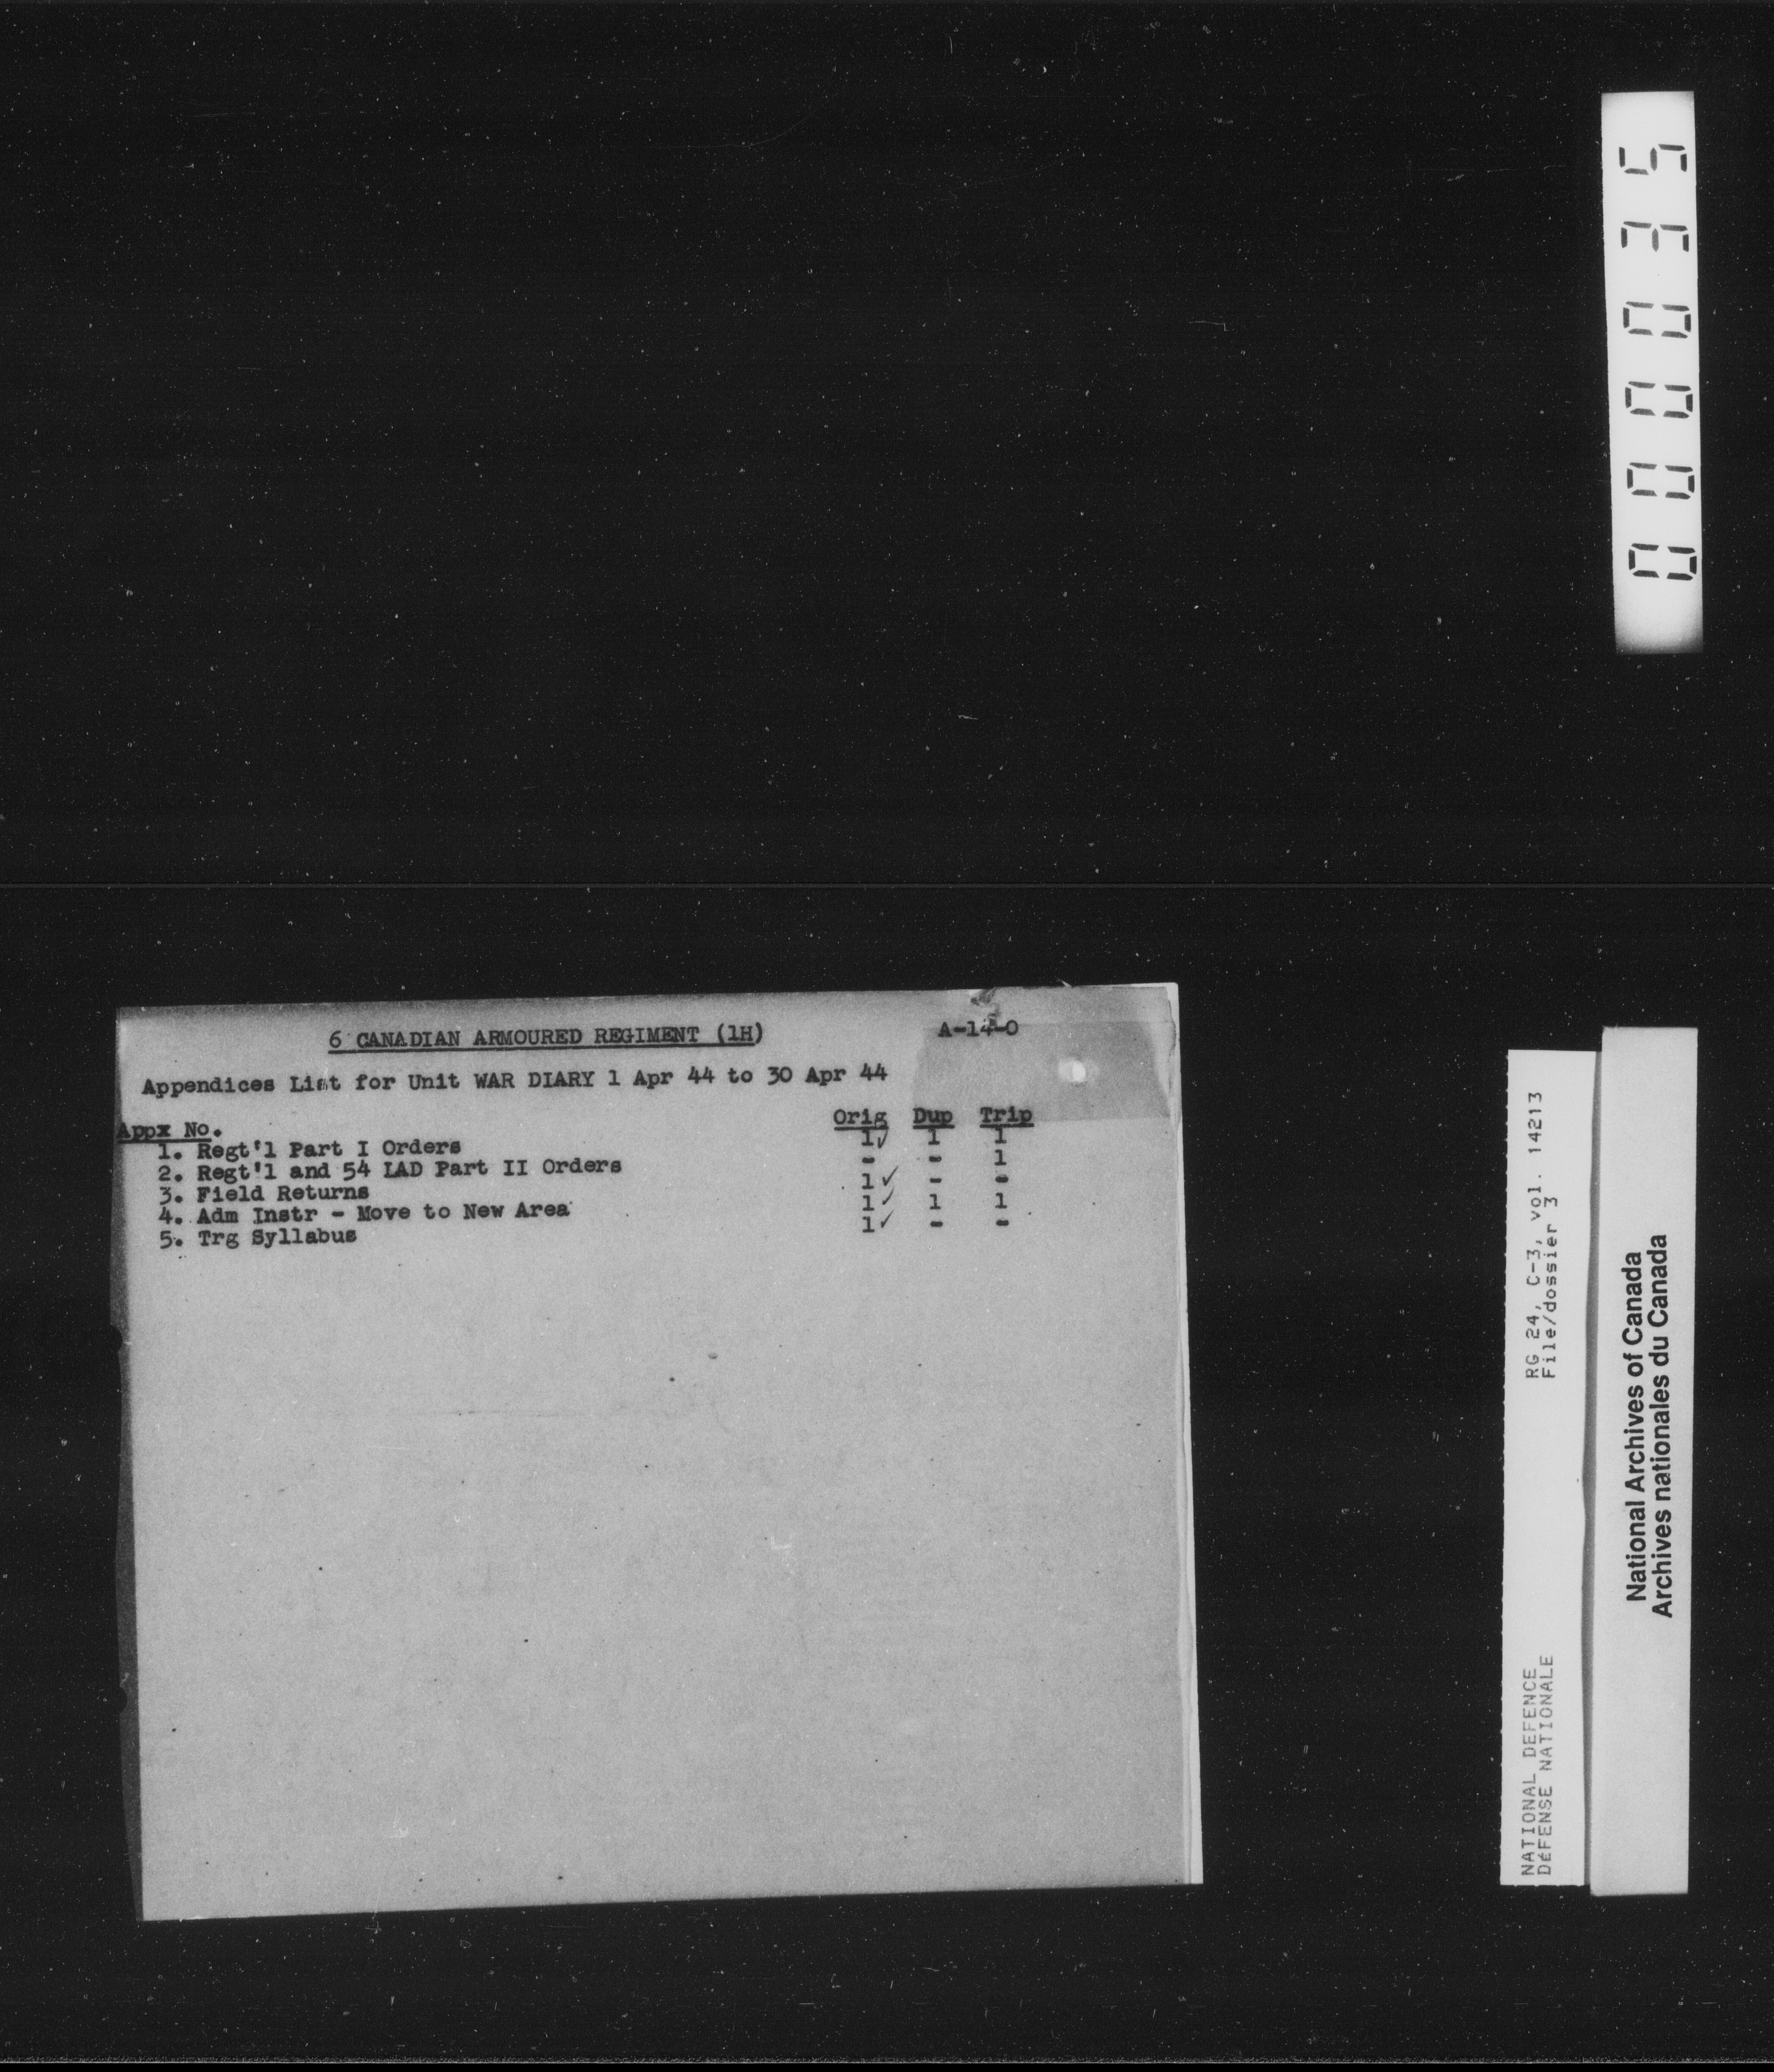 000035
6 CANADIAN ARMOURED REGIMENT (1H) A-14-0
Appendices List for Unit WAR DIARY 1 Apr 44 to 30 Apr 44
Appx No. Orig Dup Trip
1. Regt'l Part I Orders 1✓ 1 1
2. Regt'l and 54 LAD Part II Orders - - 1
3. Field Returns 1✓ - -
4. Adm Instr - Move to New Area 1✓ 1 1
5. Trg Syllabus 1✓ - -
NATIONAL DEFENCE RG 24, C-3, vol. 14213
DÉFENSE NATIONALE File/dossier 3
National Archives of Canada
Archives nationales du Canada